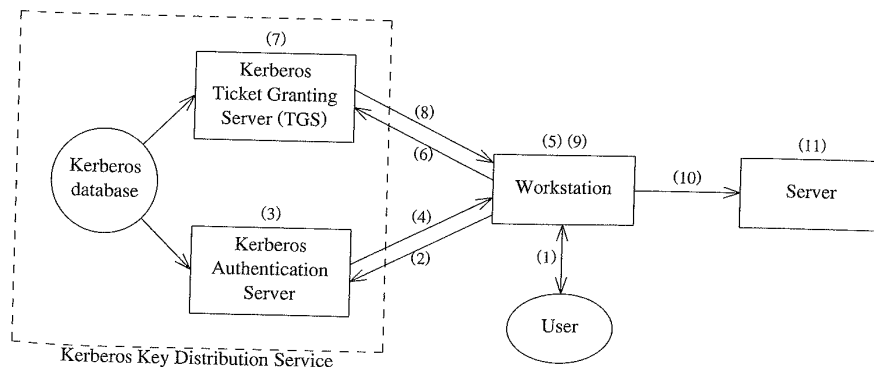 (7)
Kerberos
Ticket Granting
Server (TGS)
(8)
(6)
Kerberos
database
(5) (9)
Workstation
(10)
(11)
Server
(3)
Kerberos
Authentication
Server
(4)
(2)
(1)
User
Kerberos Key Distribution Service